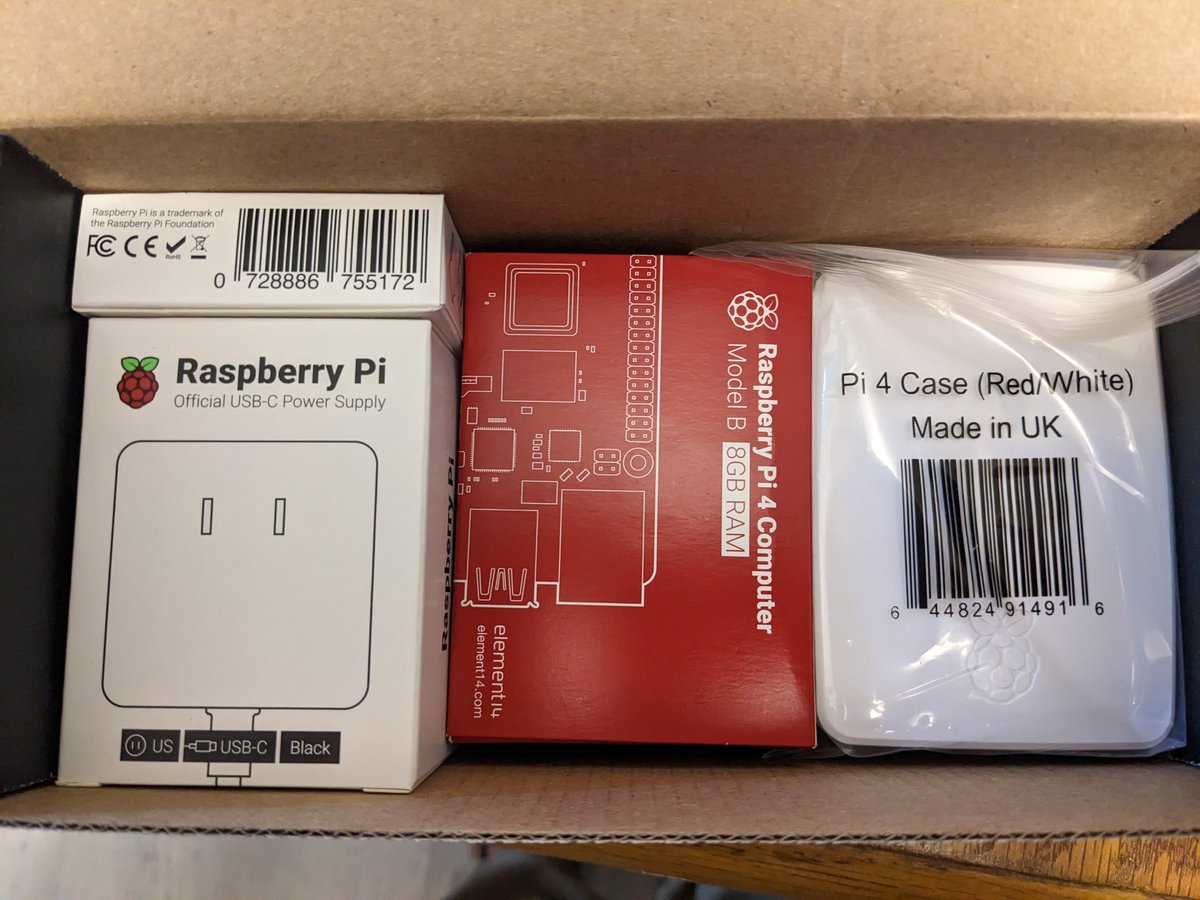 Raspberry Pi is a trademark of
the Raspberry Pi Foundation
FC CE RoHS
0 728886 755172
Raspberry Pi
Official USB-C Power Supply
US USB-C Black
Raspberry Pi
Raspberry Pi 4 Computer
Model B 8GB RAM
element14
element14.com
Pi 4 Case (Red/White)
Made in UK
6 44824 91491 6